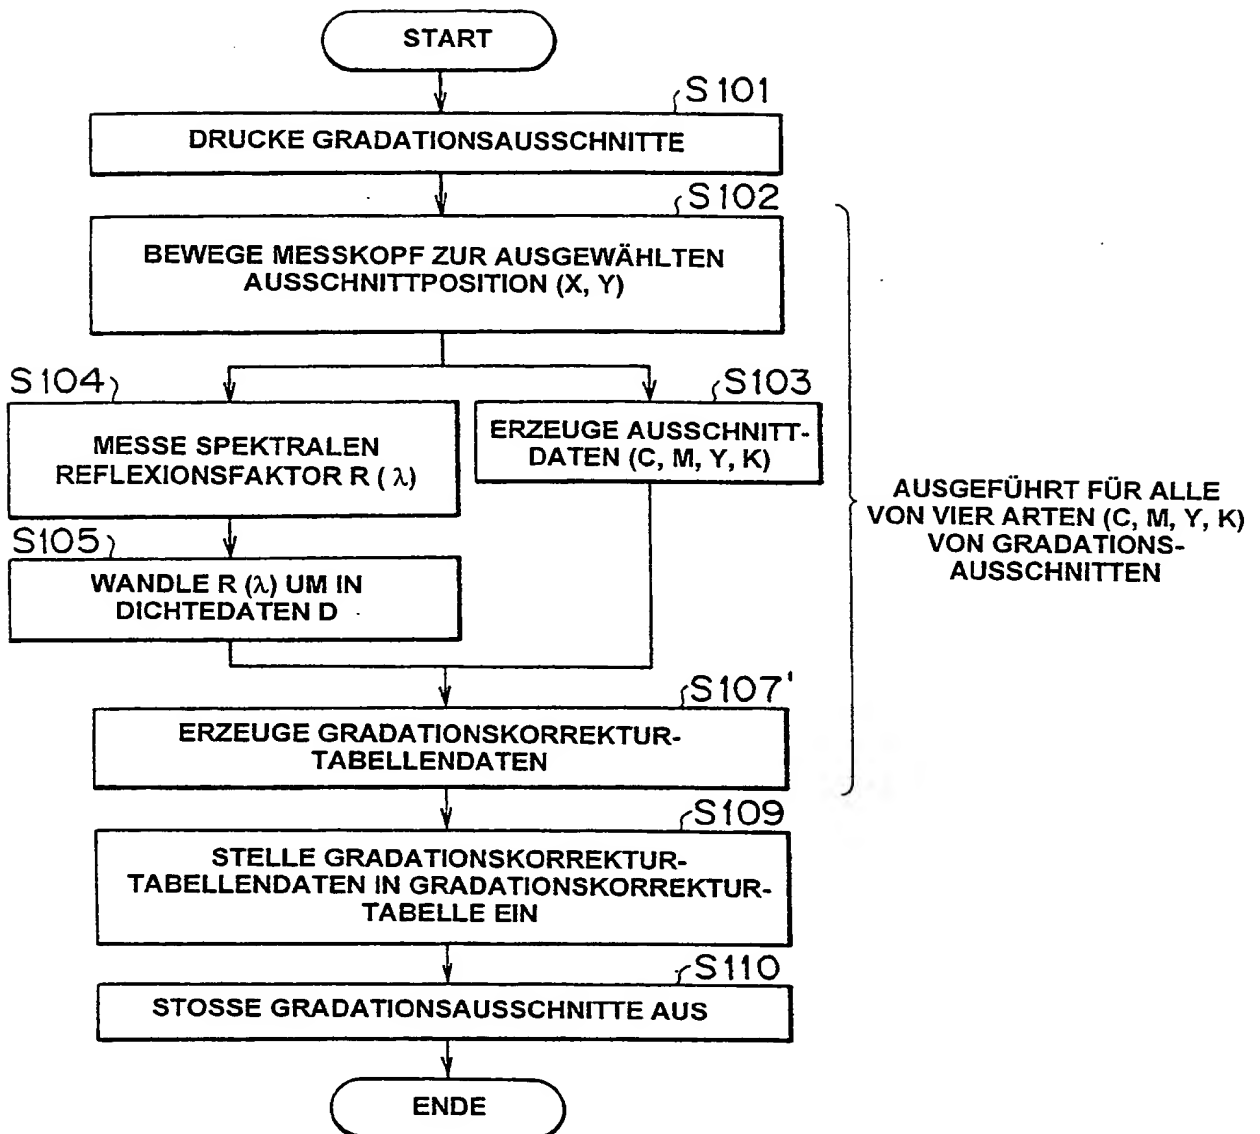 START
S101
DRUCKE GRADATIONSAUSSCHNITTE
S102
BEWEGE MESSKOPF ZUR AUSGEWÄHLTEN
AUSSCHNITTPOSITION (X, Y)
S104
MESSE SPEKTRALEN
REFLEXIONSFAKTOR R ( λ)
S103
ERZEUGE AUSSCHNITT-
DATEN (C, M, Y, K)
S105
WANDLE R (λ) UM IN
DICHTEDATEN D
AUSGEFÜHRT FÜR ALLE
VON VIER ARTEN (C, M, Y, K)
VON GRADATIONS-
AUSSCHNITTEN
S107'
ERZEUGE GRADATIONSKORREKTUR-
TABELLENDATEN
S109
STELLE GRADATIONSKORREKTUR-
TABELLENDATEN IN GRADATIONSKORREKTUR-
TABELLE EIN
S110
STOSSE GRADATIONSAUSSCHNITTE AUS
ENDE